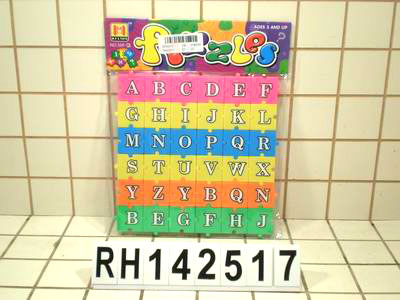 AGES 3 AND UP
Puzzles
A B C D E F
G H I J K L
M N O P Q R
S T U V W X
Y Z Y B Q N
B E G F H J
RH142517